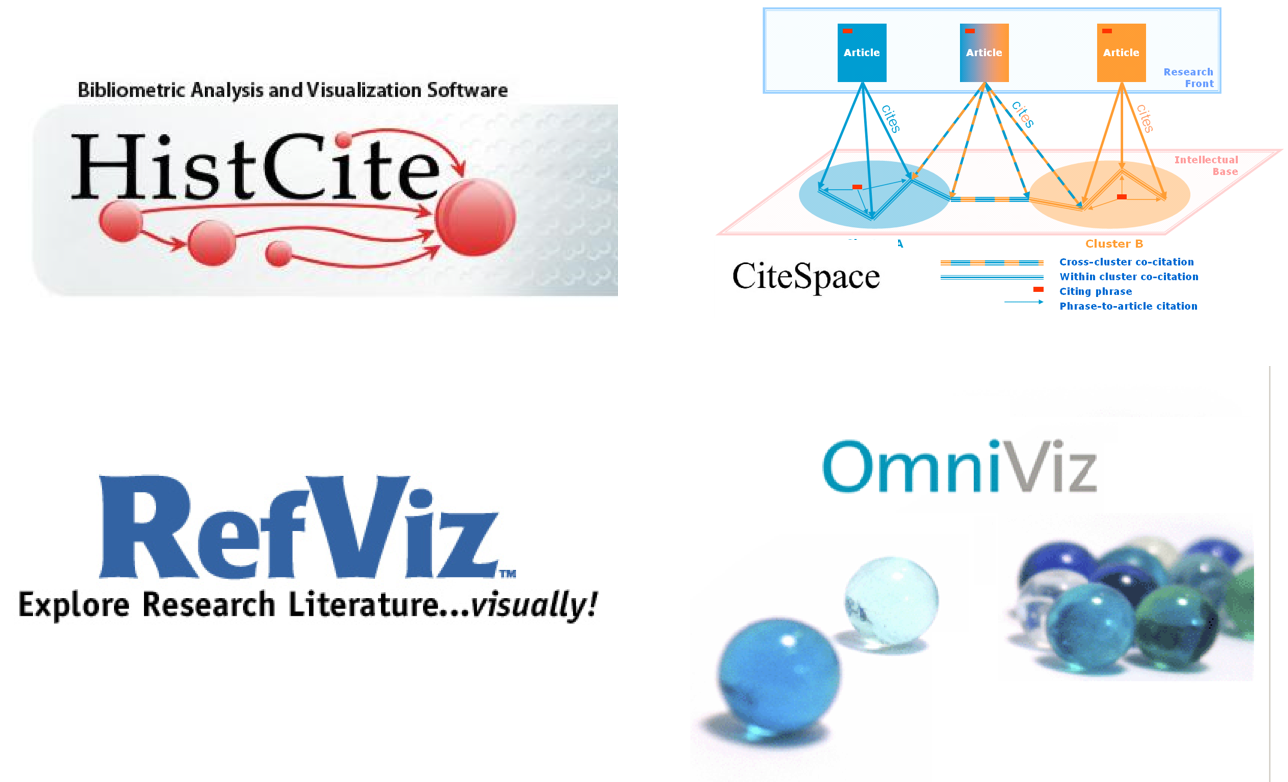 Bibliometric Analysis and Visualization Software
HistCite
Article
Article
Article
Research
Front
cites
cites
cites
Intellectual
Base
A
Cluster B
CiteSpace
Cross-cluster co-citation
Within cluster co-citation
Citing phrase
Phrase-to-article citation
RefViz™
Explore Research Literature...visually!
OmniViz